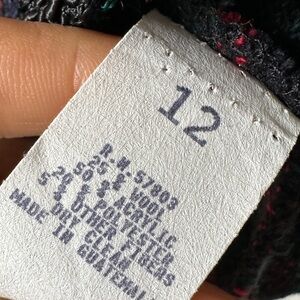 12
R.N-57803
25 % WOOL
50 % ACRYLIC
20 % POLYESTER
5 % OTHER FIBERS
DRY CLEAN
MADE IN GUATEMALA